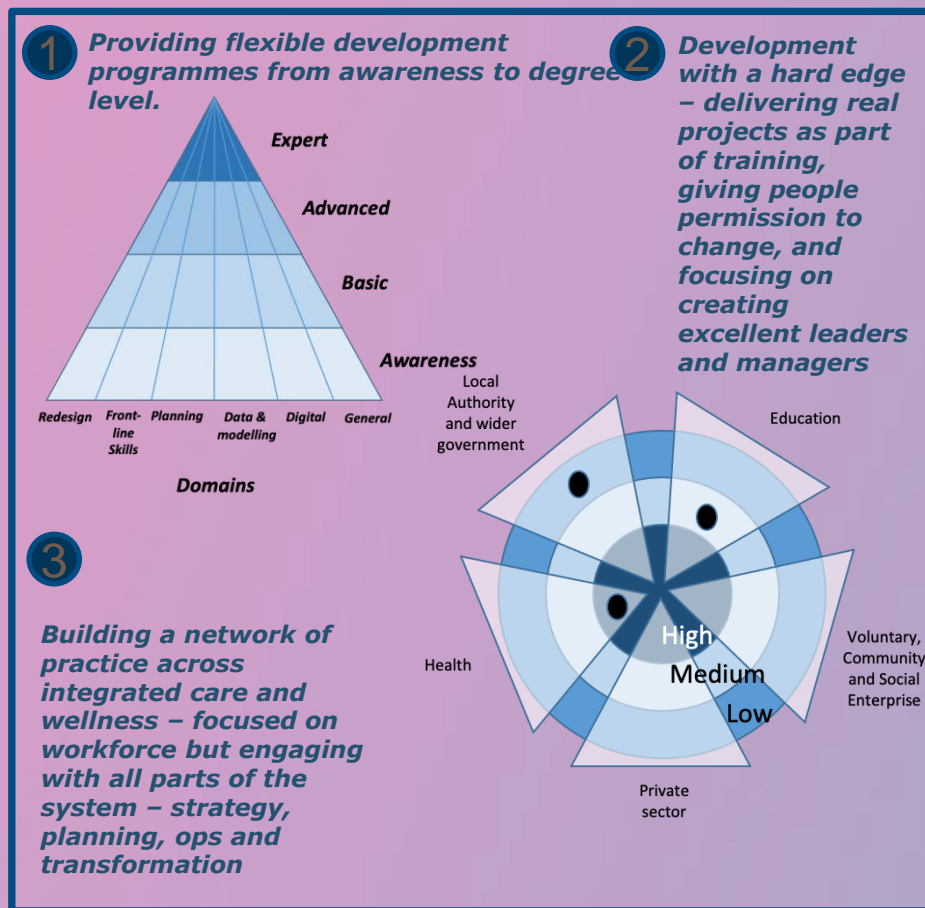 1
Providing flexible development
programmes from awareness to degree
level.
Expert
Advanced
Basic
Awareness
Redesign
Front-
line
Skills
Planning
Data &
modelling
Digital
General
Domains
2
Development
with a hard edge
– delivering real
projects as part
of training,
giving people
permission to
change, and
focusing on
creating
excellent leaders
and managers
Local
Authority
and wider
government
Education
Health
High
Medium
Low
Voluntary,
Community
and Social
Enterprise
Private
sector
3
Building a network of
practice across
integrated care and
wellness – focused on
workforce but engaging
with all parts of the
system – strategy,
planning, ops and
transformation